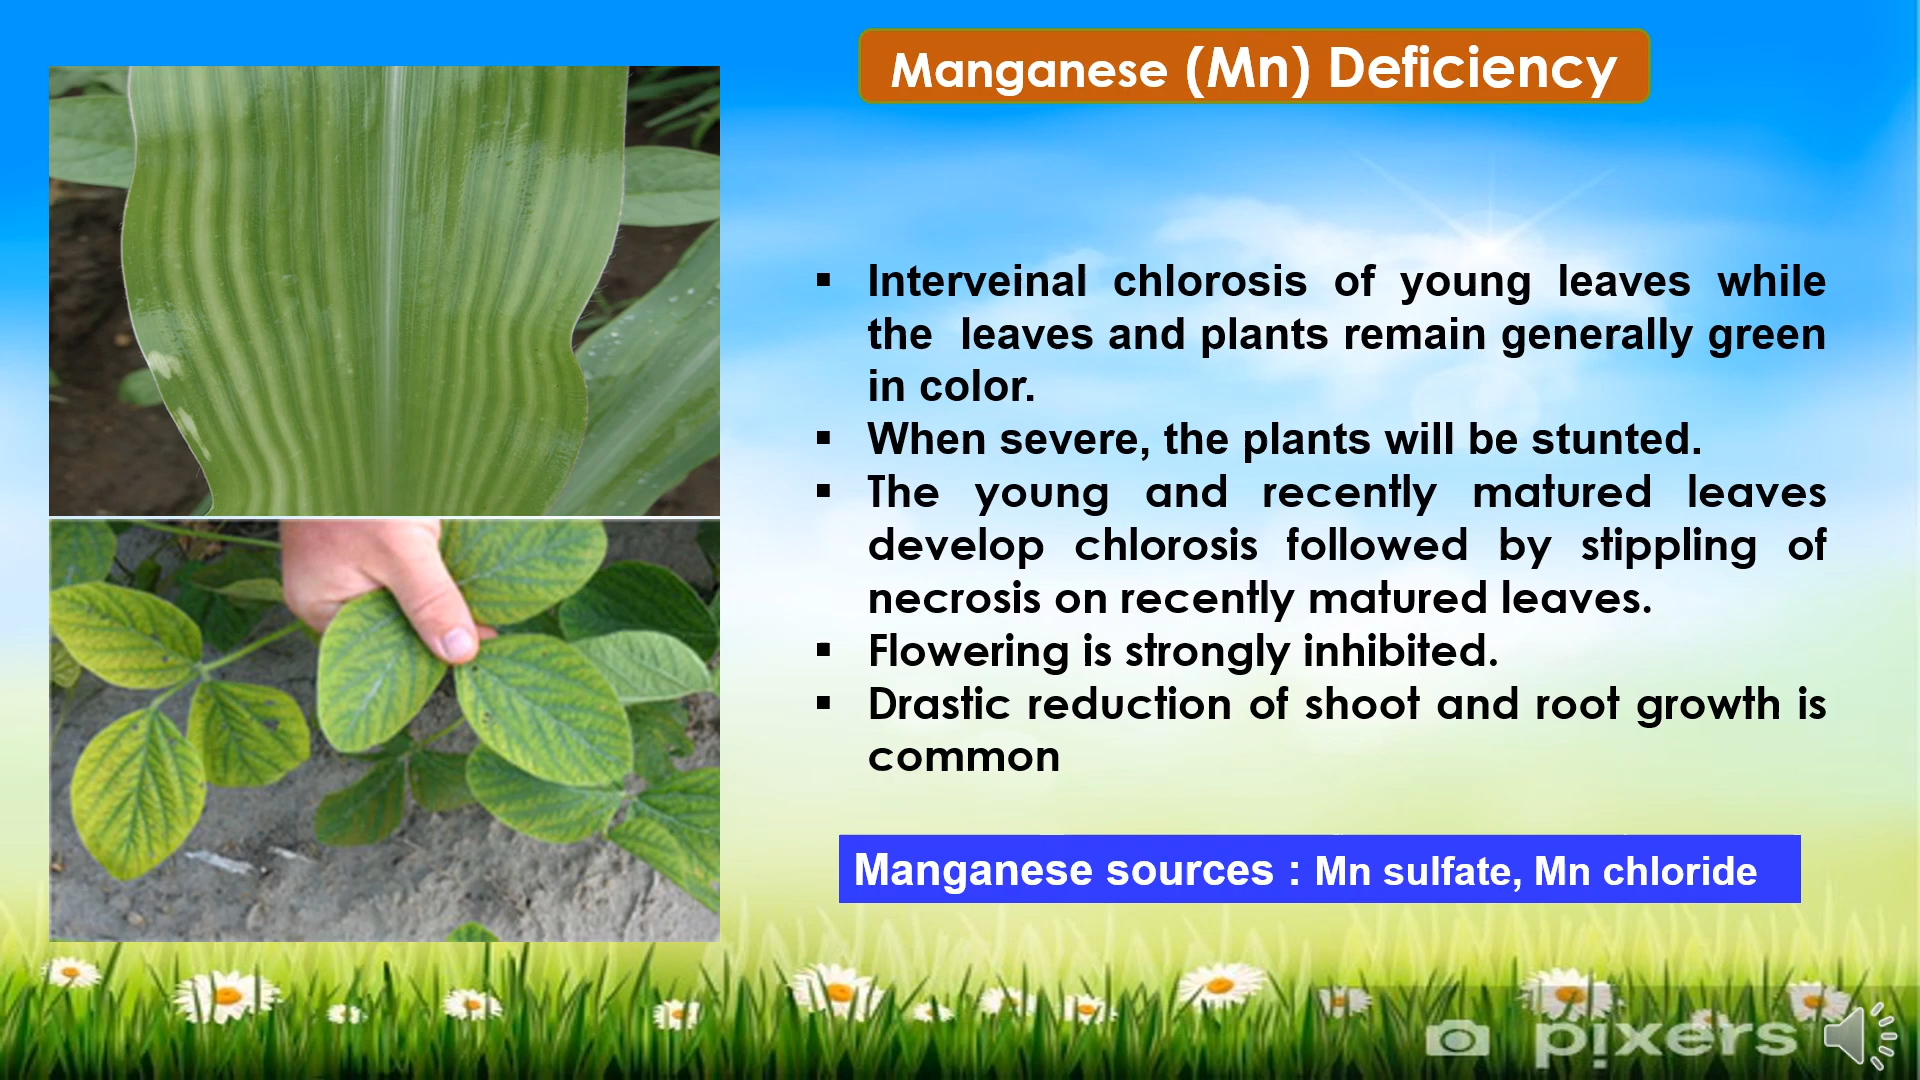 Manganese (Mn) Deficiency
▪ Interveinal chlorosis of young leaves while
the leaves and plants remain generally green
in color.
▪ When severe, the plants will be stunted.
▪ The young and recently matured leaves
develop chlorosis followed by stippling of
necrosis on recently matured leaves.
▪ Flowering is strongly inhibited.
▪ Drastic reduction of shoot and root growth is
common
Manganese sources : Mn sulfate, Mn chloride
pixers